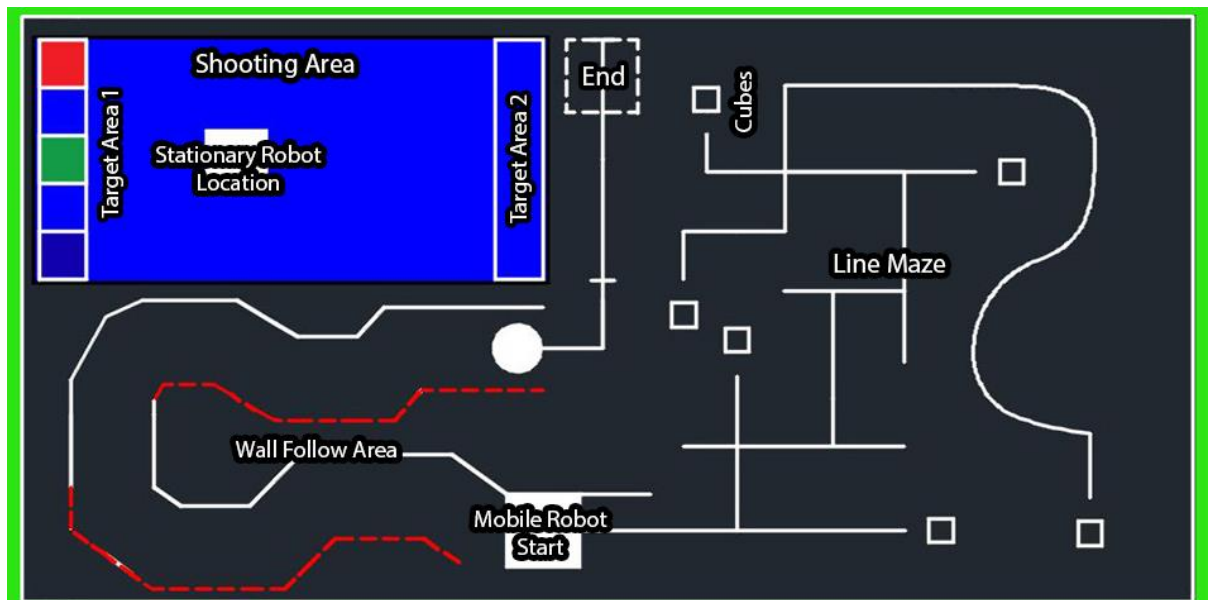 Shooting Area
End
Cubes
Target Area 1
Stationary Robot
Location
Target Area 2
Line Maze
Wall Follow Area
Mobile Robot
Start